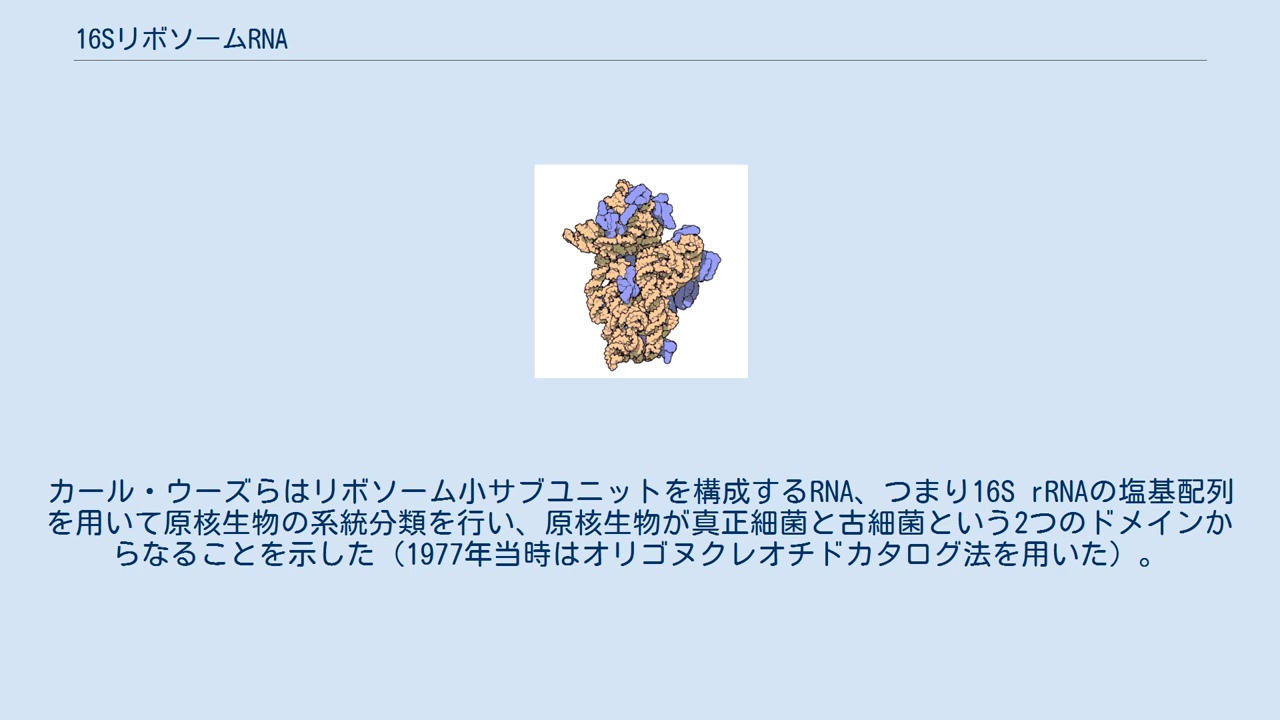 16SリボソームRNA
カール・ウーズらはリボソーム小サブユニットを構成するRNA、つまり16S rRNAの塩基配列
を用いて原核生物の系統分類を行い、原核生物が真正細菌と古細菌という2つのドメインか
らなることを示した（1977年当時はオリゴヌクレオチドカタログ法を用いた）。